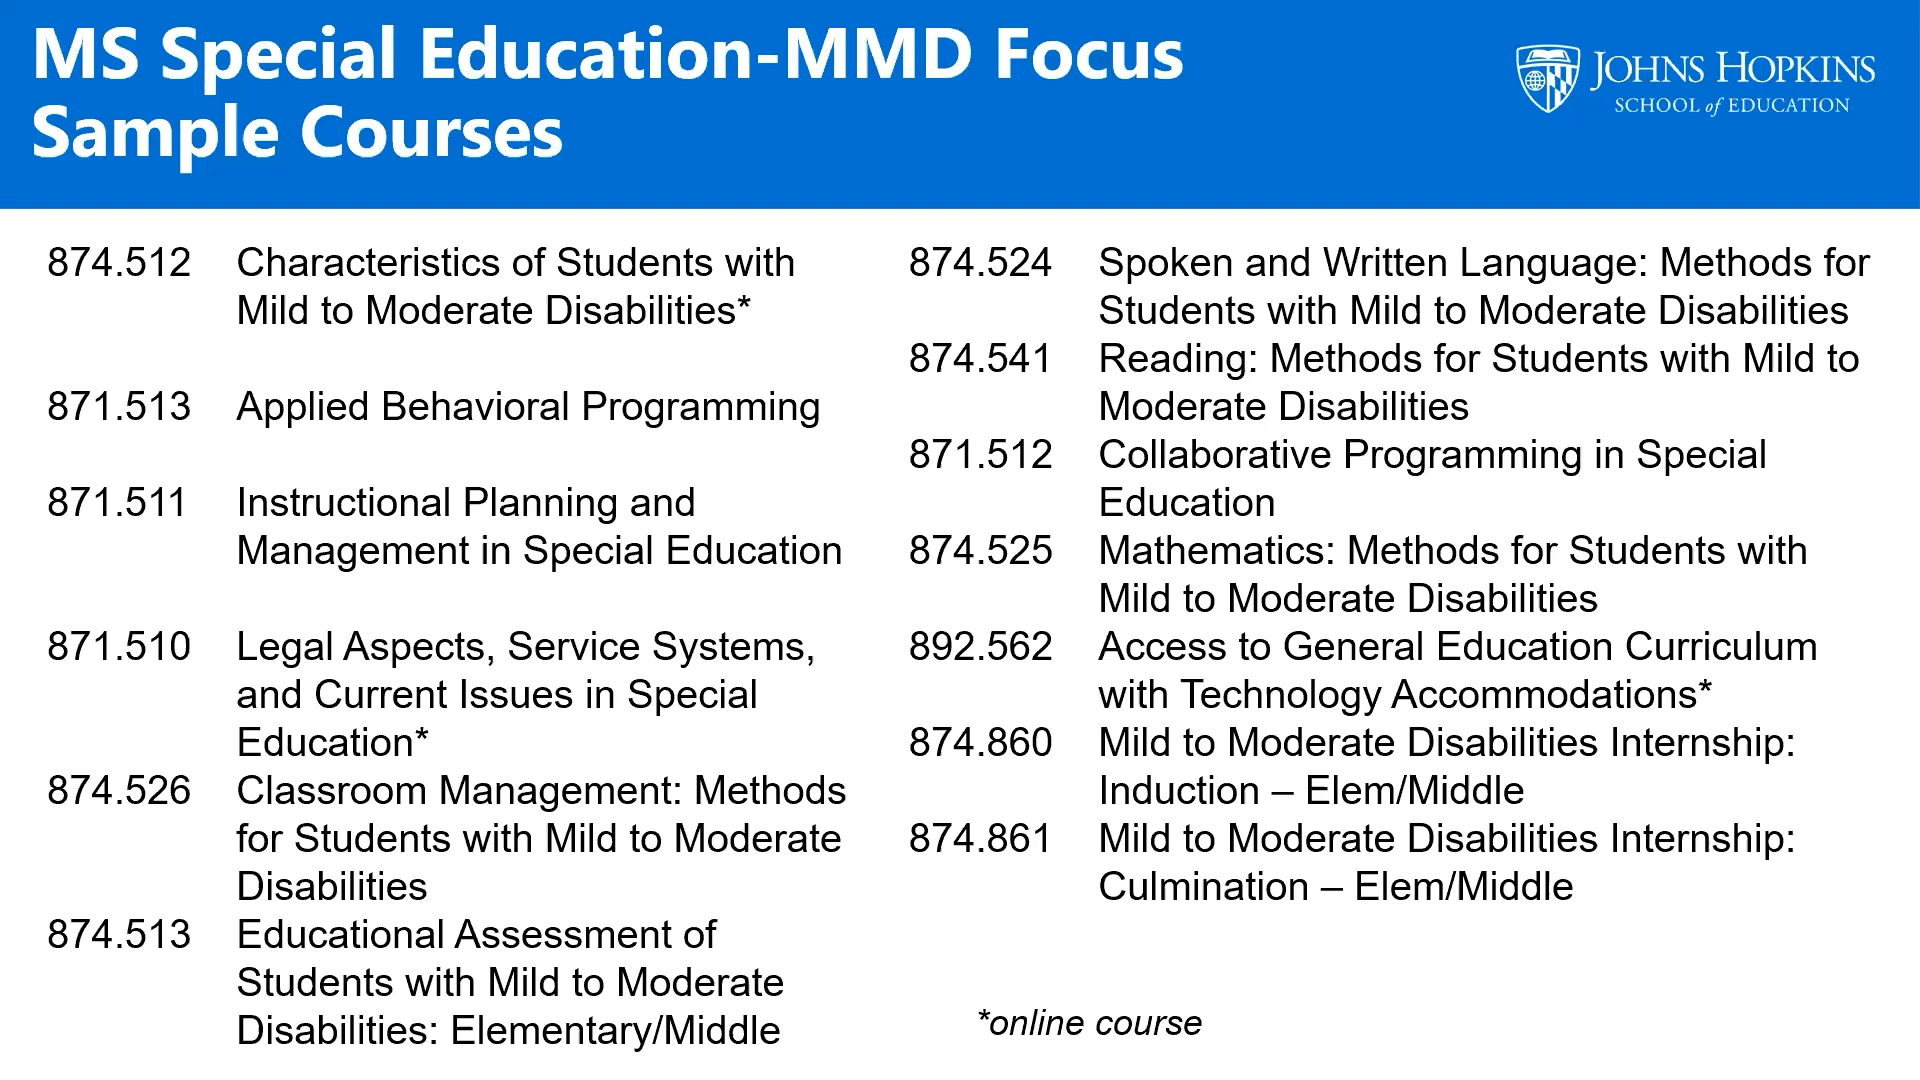 MS Special Education-MMD Focus
Sample Courses
JOHNS HOPKINS
SCHOOL of EDUCATION
874.512 Characteristics of Students with
Mild to Moderate Disabilities*
871.513 Applied Behavioral Programming
871.511 Instructional Planning and
Management in Special Education
871.510 Legal Aspects, Service Systems,
and Current Issues in Special
Education*
874.526 Classroom Management: Methods
for Students with Mild to Moderate
Disabilities
874.513 Educational Assessment of
Students with Mild to Moderate
Disabilities: Elementary/Middle
874.524 Spoken and Written Language: Methods for
Students with Mild to Moderate Disabilities
874.541 Reading: Methods for Students with Mild to
Moderate Disabilities
871.512 Collaborative Programming in Special
Education
874.525 Mathematics: Methods for Students with
Mild to Moderate Disabilities
892.562 Access to General Education Curriculum
with Technology Accommodations*
874.860 Mild to Moderate Disabilities Internship:
Induction – Elem/Middle
874.861 Mild to Moderate Disabilities Internship:
Culmination – Elem/Middle
*online course